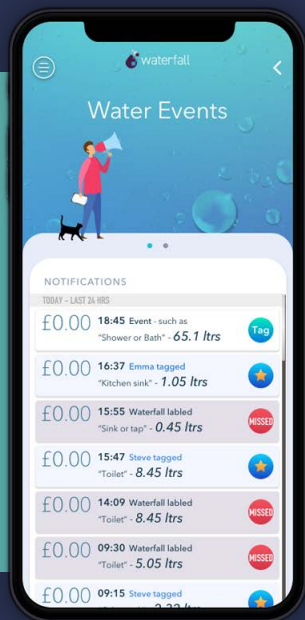 waterfall
Water Events
NOTIFICATIONS
TODAY - LAST 24 HRS
£0.00 18:45 Event - such as
"Shower or Bath" - 65.1 ltrs
Tag
£0.00 16:37 Emma tagged
"Kitchen sink" - 1.05 ltrs
£0.00 15:55 Waterfall labled
"Sink or tap" - 0.45 ltrs
MISSED
£0.00 15:47 Steve tagged
"Toilet" - 8.45 ltrs
£0.00 14:09 Waterfall labled
"Toilet" - 8.45 ltrs
MISSED
£0.00 09:30 Waterfall labled
"Toilet" - 5.05 ltrs
MISSED
£0.00 09:15 Steve tagged